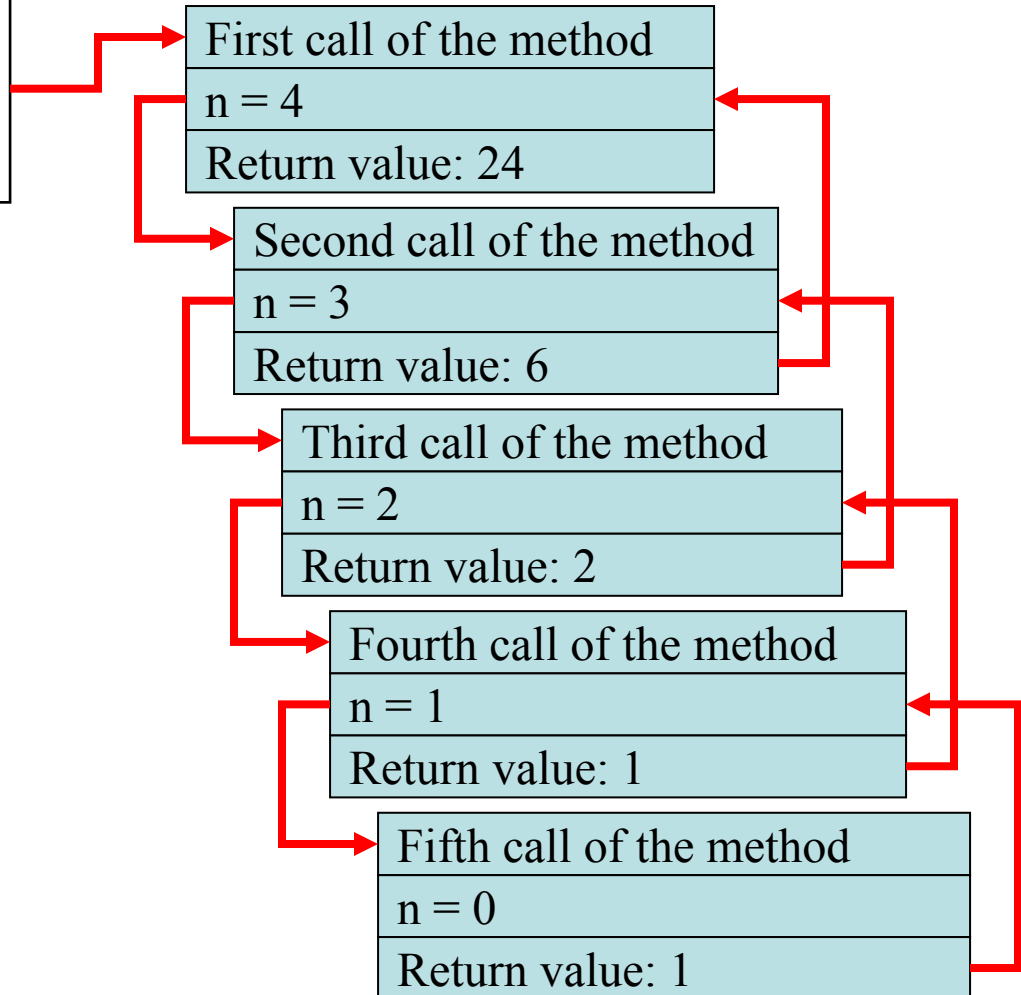 First call of the method
n = 4
Return value: 24
Second call of the method
n = 3
Return value: 6
Third call of the method
n = 2
Return value: 2
Fourth call of the method
n = 1
Return value: 1
Fifth call of the method
n = 0
Return value: 1